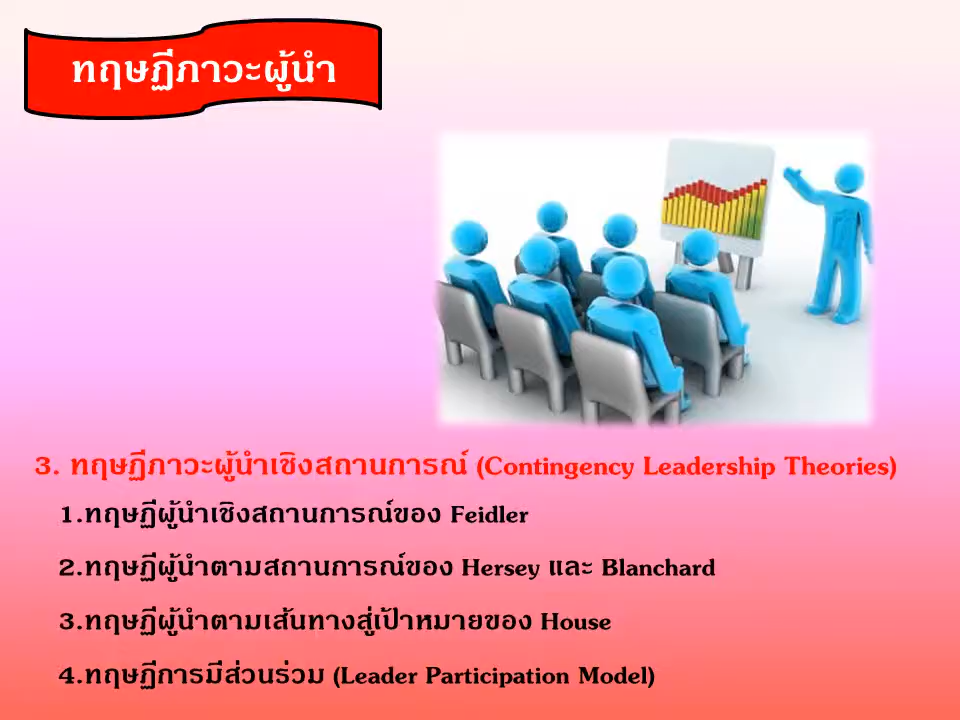 ทฤษฏีภาวะผู้นำ
3. ทฤษฏีภาวะผู้นำเชิงสถานการณ์ (Contingency Leadership Theories)
1.ทฤษฏีผู้นำเชิงสถานการณ์ของ Feidler
2.ทฤษฏีผู้นำตามสถานการณ์ของ Hersey และ Blanchard
3.ทฤษฏีผู้นำตามเส้นทางสู่เป้าหมายของ House
4.ทฤษฏีการมีส่วนร่วม (Leader Participation Model)